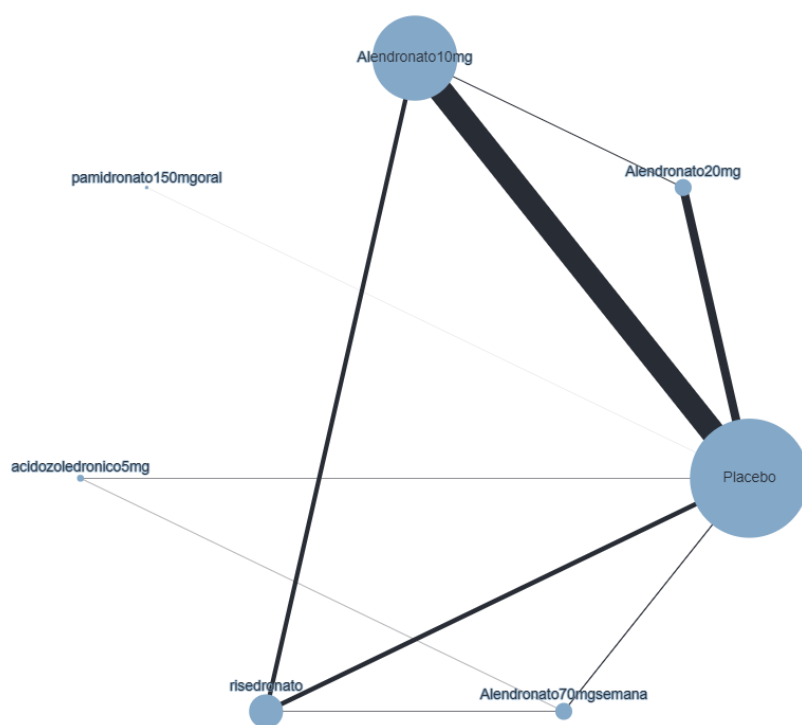 Alendronato10mg
Alendronato20mg
pamidronato150mgoral
acidozoledronico5mg
Placebo
risedronato
Alendronato70mgsemana